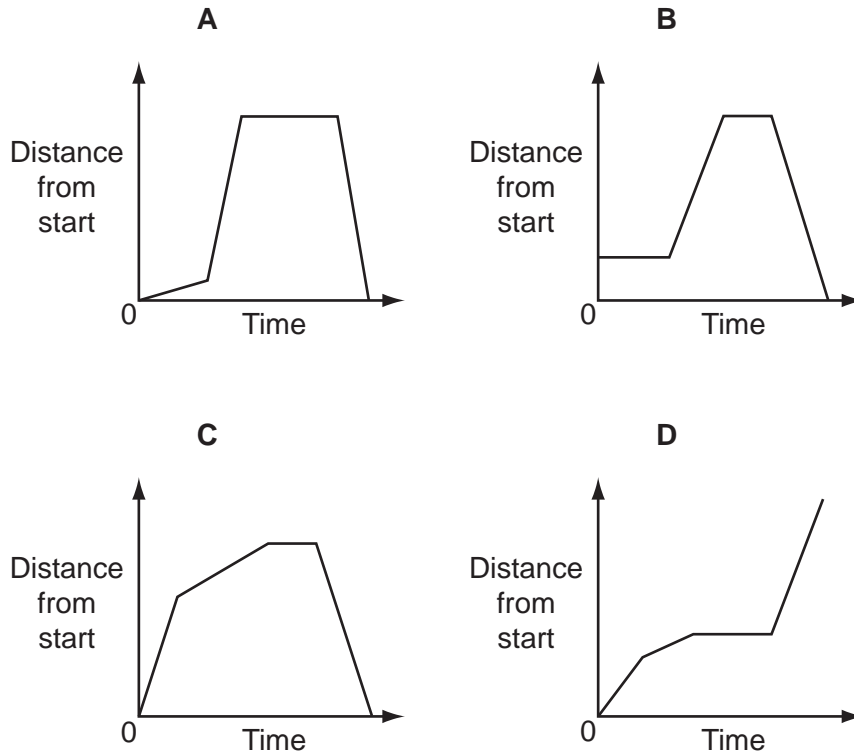 A
B
Distance
from
start
0
Time
Distance
from
start
0
Time
C
D
Distance
from
start
0
Time
Distance
from
start
0
Time